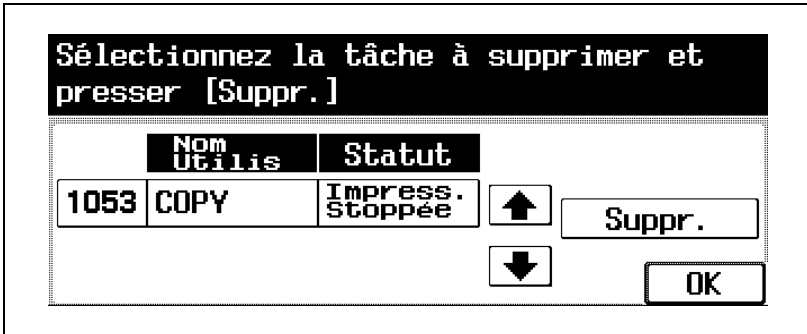 Sélectionnez la tâche à supprimer et
presser [Suppr.]
Nom
Utilis
Statut
1053 COPY Impress.
Stoppée
Suppr.
OK